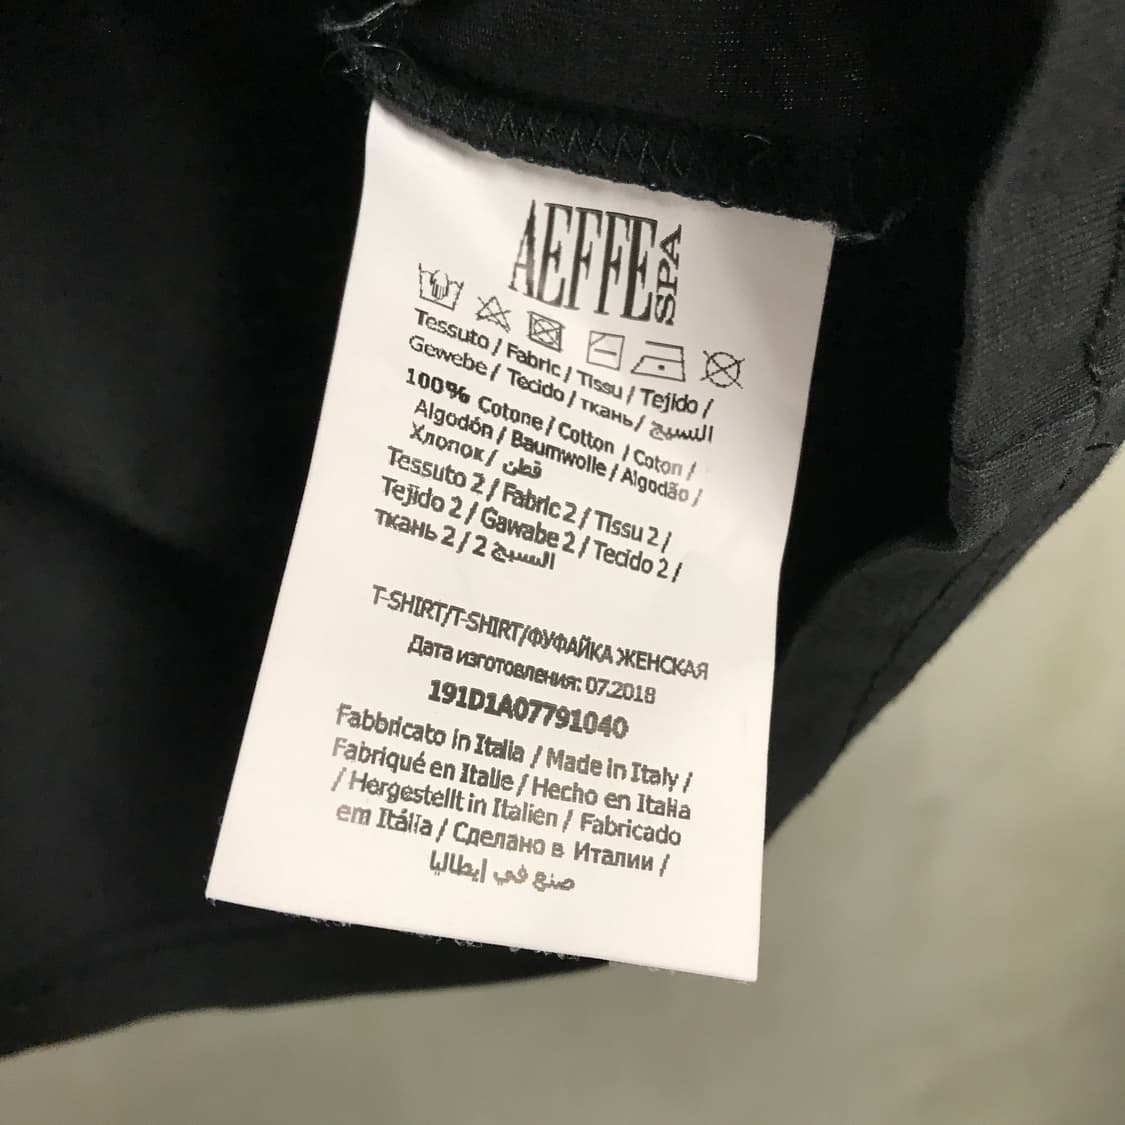 AEFFE SPA
Tessuto / Fabric / Tissu / Tejido /
Gewebe / Tecido / ткань / النسيج
100% Cotone / Cotton / Coton /
Algodón / Baumwolle / Algodão /
Хлопок / قطن
Tessuto 2 / Fabric 2 / Tissu 2 /
Tejido 2 / Gawabe 2 / Tecido 2 /
ткань 2 / 2 النسيج
T-SHIRT/T-SHIRT/ФУФАЙКА ЖЕНСКАЯ
Дата изготовления: 07.2018
191D1A07791040
Fabbricato in Italia / Made in Italy /
Fabriqué en Italie / Hecho en Italia
/ Hergestellt in Italien / Fabricado
em Itália / Сделано в Италии /
صنع في إيطاليا